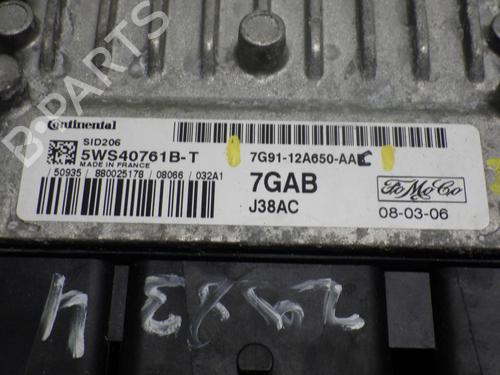 B-PARTS
Continental
SID206
5WS40761B-T
MADE IN FRANCE
50935 / 880025178 / 08066 / 032A1
7G91-12A650-AA
7GAB
J38AC
FoMoCo
08-03-06